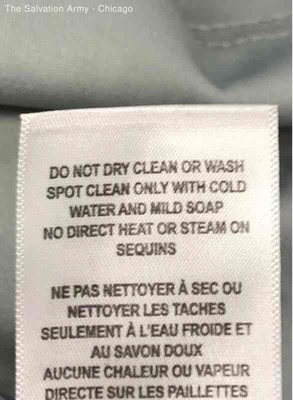 The Salvation Army - Chicago
DO NOT DRY CLEAN OR WASH
SPOT CLEAN ONLY WITH COLD
WATER AND MILD SOAP
NO DIRECT HEAT OR STEAM ON
SEQUINS
NE PAS NETTOYER À SEC OU
NETTOYER LES TACHES
SEULEMENT À L'EAU FROIDE ET
AU SAVON DOUX
AUCUNE CHALEUR OU VAPEUR
DIRECTE SUR LES PAILLETTES